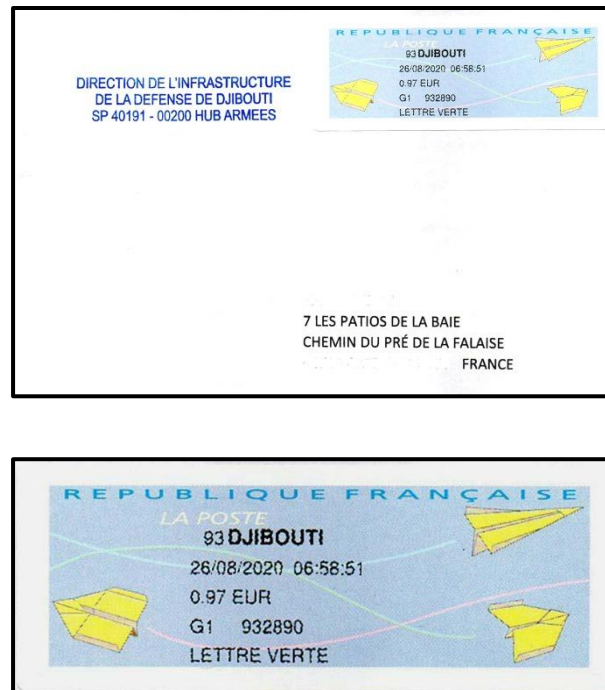 REPUBLIQUE FRANÇAISE
LA POSTE
93 DJIBOUTI
26/08/2020 06:58:51
0.97 EUR
G1 932890
LETTRE VERTE
DIRECTION DE L'INFRASTRUCTURE
DE LA DEFENSE DE DJIBOUTI
SP 40191 - 00200 HUB ARMEES
7 LES PATIOS DE LA BAIE
CHEMIN DU PRÉ DE LA FALAISE
FRANCE
REPUBLIQUE FRANÇAISE
LA POSTE
93 DJIBOUTI
26/08/2020 06:58:51
0.97 EUR
G1 932890
LETTRE VERTE